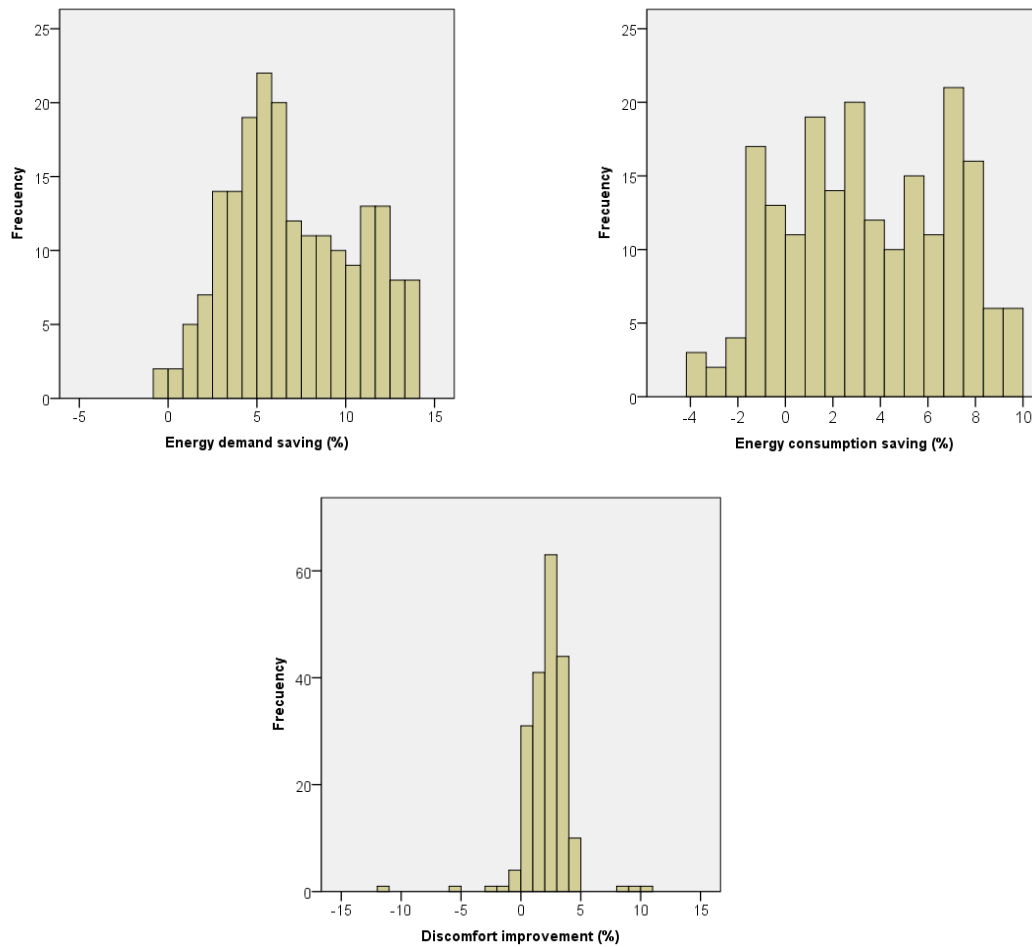 25
20
15
10
5
0
Frecuency
-5 0 5 10 15
Energy demand saving (%)
25
20
15
10
5
0
Frecuency
-4 -2 0 2 4 6 8 10
Energy consumption saving (%)
60
40
20
0
Frecuency
-15 -10 -5 0 5 10 15
Discomfort improvement (%)